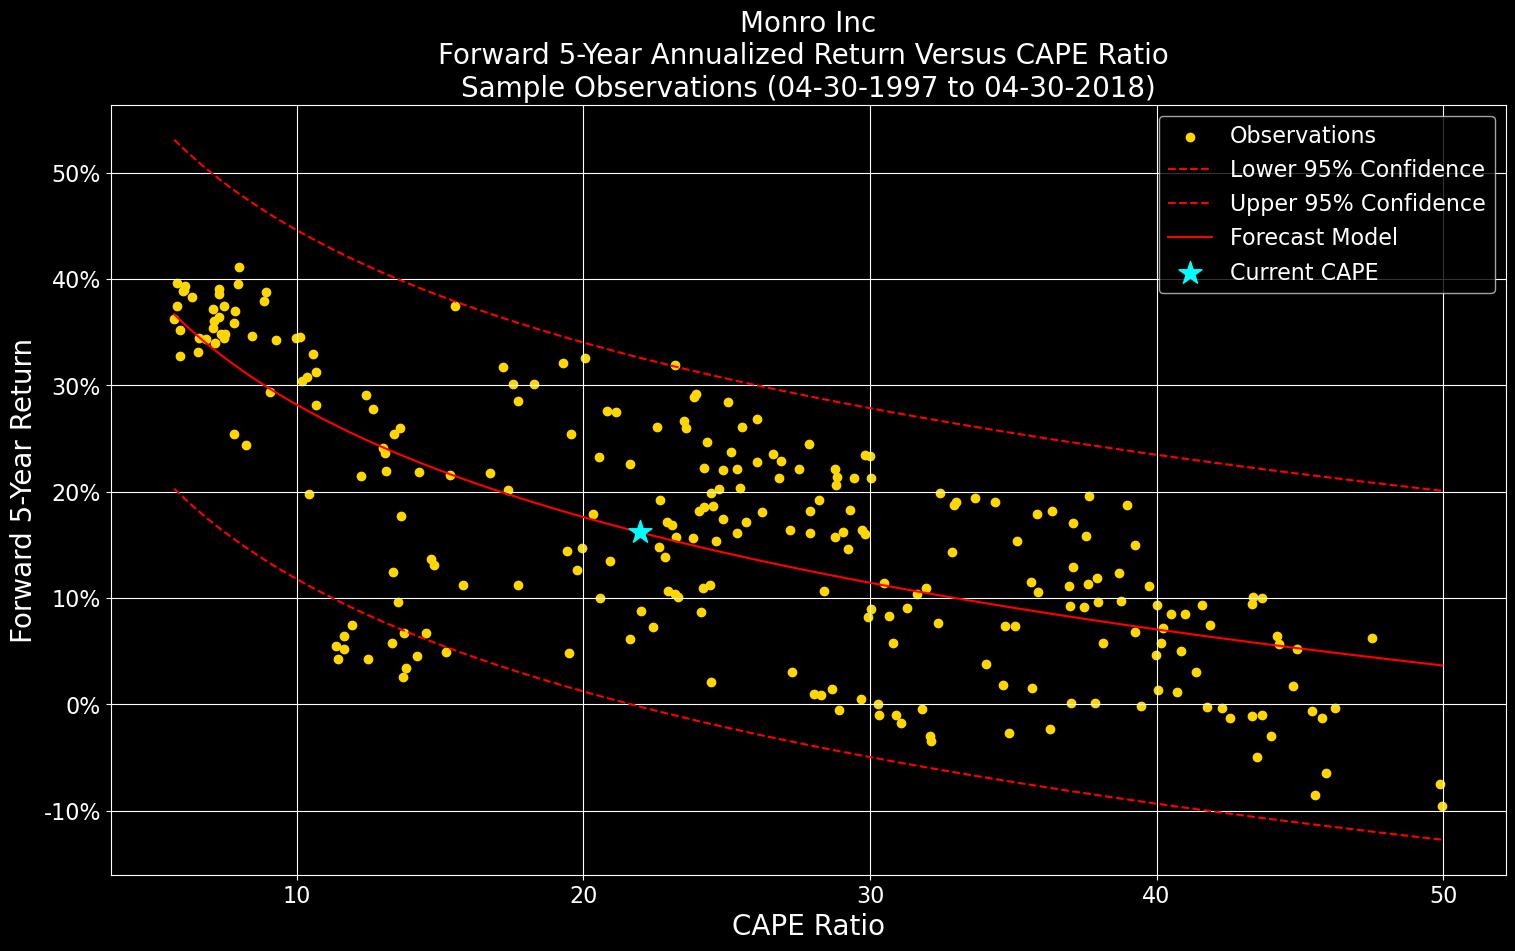 Monro Inc
Forward 5-Year Annualized Return Versus CAPE Ratio
Sample Observations (04-30-1997 to 04-30-2018)
Observations
Lower 95% Confidence
Upper 95% Confidence
Forecast Model
Current CAPE
Forward 5-Year Return
50%
40%
30%
20%
10%
0%
-10%
10 20 30 40 50
CAPE Ratio